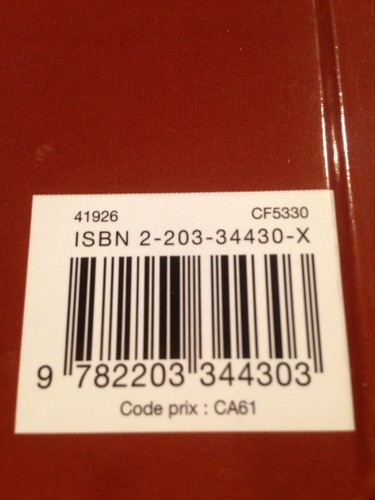 41926 CF5330
ISBN 2-203-34430-X
9 782203 344303
Code prix : CA61